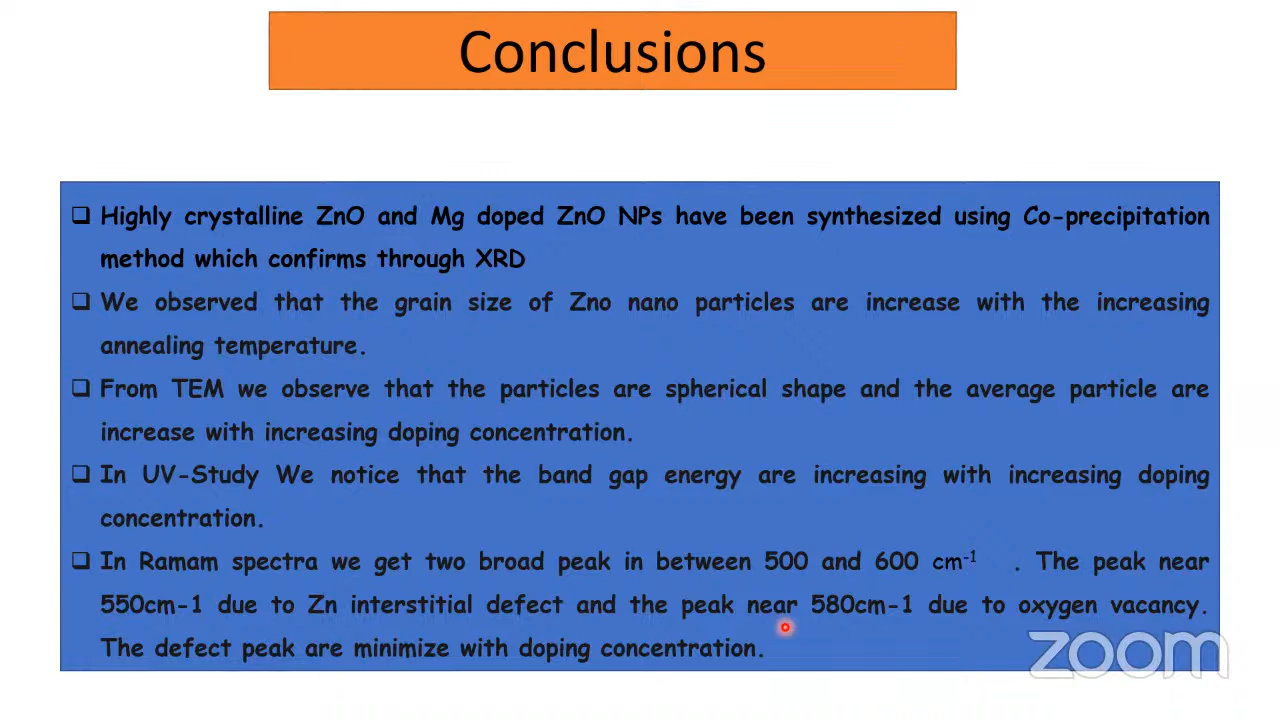 Conclusions
❑ Highly crystalline ZnO and Mg doped ZnO NPs have been synthesized using Co-precipitation
method which confirms through XRD
❑ We observed that the grain size of Zno nano particles are increase with the increasing
annealing temperature.
❑ From TEM we observe that the particles are spherical shape and the average particle are
increase with increasing doping concentration.
❑ In UV-Study We notice that the band gap energy are increasing with increasing doping
concentration.
❑ In Ramam spectra we get two broad peak in between 500 and 600 cm⁻¹ . The peak near
550cm-1 due to Zn interstitial defect and the peak near 580cm-1 due to oxygen vacancy.
The defect peak are minimize with doping concentration.
zoom